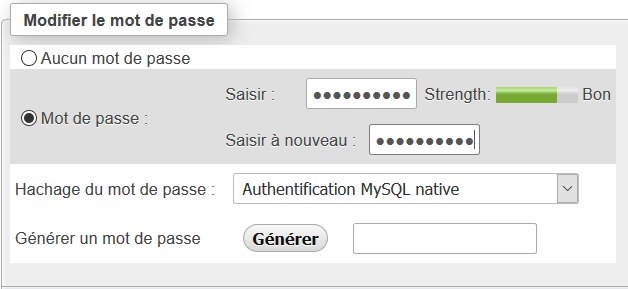 Modifier le mot de passe
Aucun mot de passe
Saisir : ●●●●●●●●●● Strength: Bon
Mot de passe :
Saisir à nouveau : ●●●●●●●●●●
Hachage du mot de passe : Authentification MySQL native
Générer un mot de passe Générer